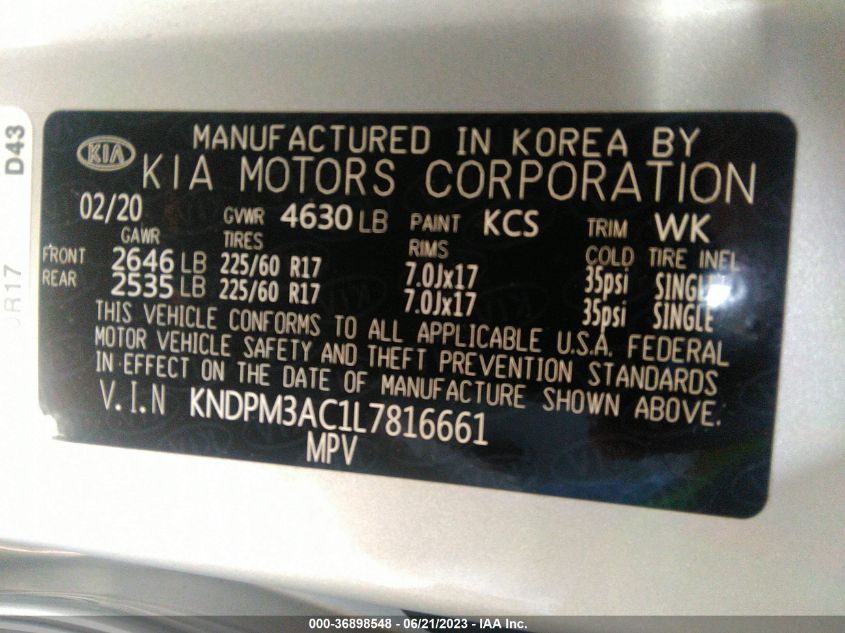 D43
R17
KIA
MANUFACTURED IN KOREA BY
KIA MOTORS CORPORATION
02/20 GVWR 4630 LB PAINT KCS TRIM WK
GAWR TIRES RIMS COLD TIRE INFL
FRONT 2646 LB 225/60 R17 7.0Jx17 35psi SINGLE
REAR 2535 LB 225/60 R17 7.0Jx17 35psi SINGLE
THIS VEHICLE CONFORMS TO ALL APPLICABLE U.S.A. FEDERAL
MOTOR VEHICLE SAFETY AND THEFT PREVENTION STANDARDS
IN EFFECT ON THE DATE OF MANUFACTURE SHOWN ABOVE.
V.I.N KNDPM3AC1L7816661
MPV
000-36898548 - 06/21/2023 - IAA Inc.